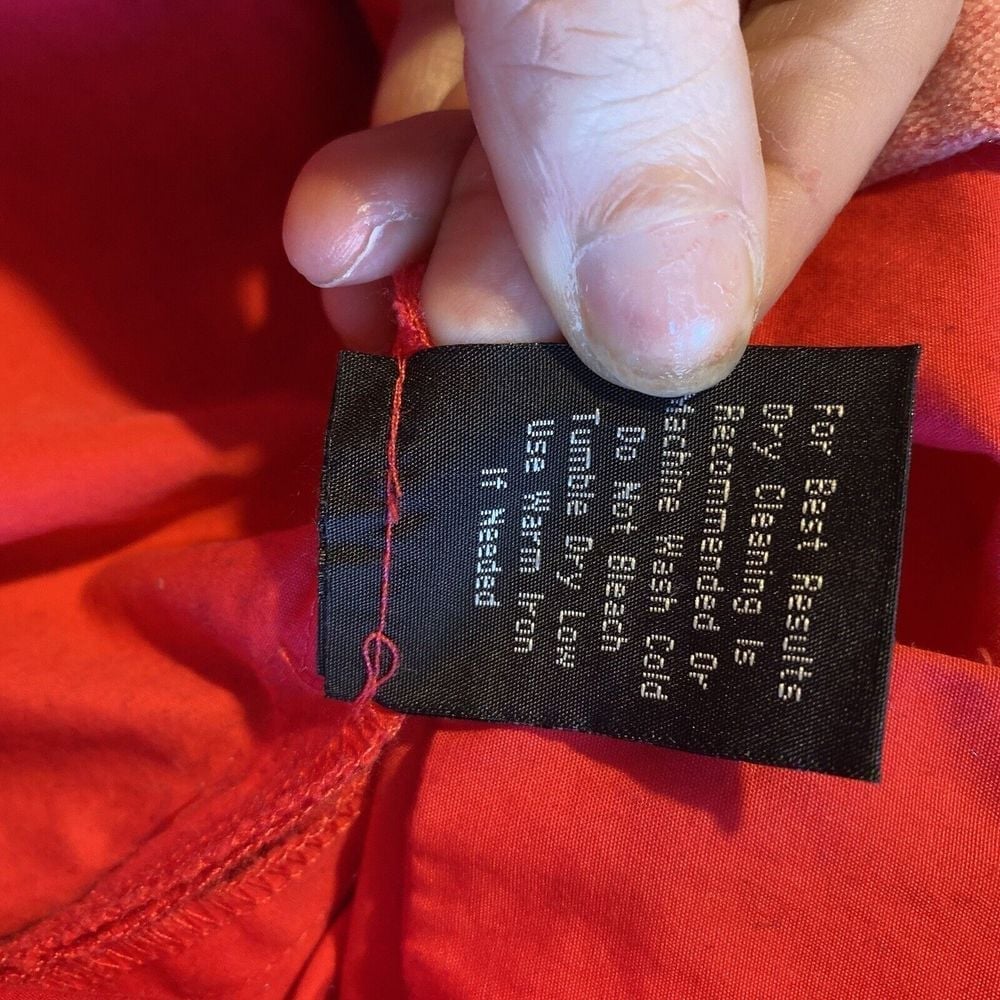 For Best Results
Dry Cleaning Is
Recommended Or
Machine Wash Cold
Do Not Bleach
Tumble Dry Low
Use Warm Iron
If Needed